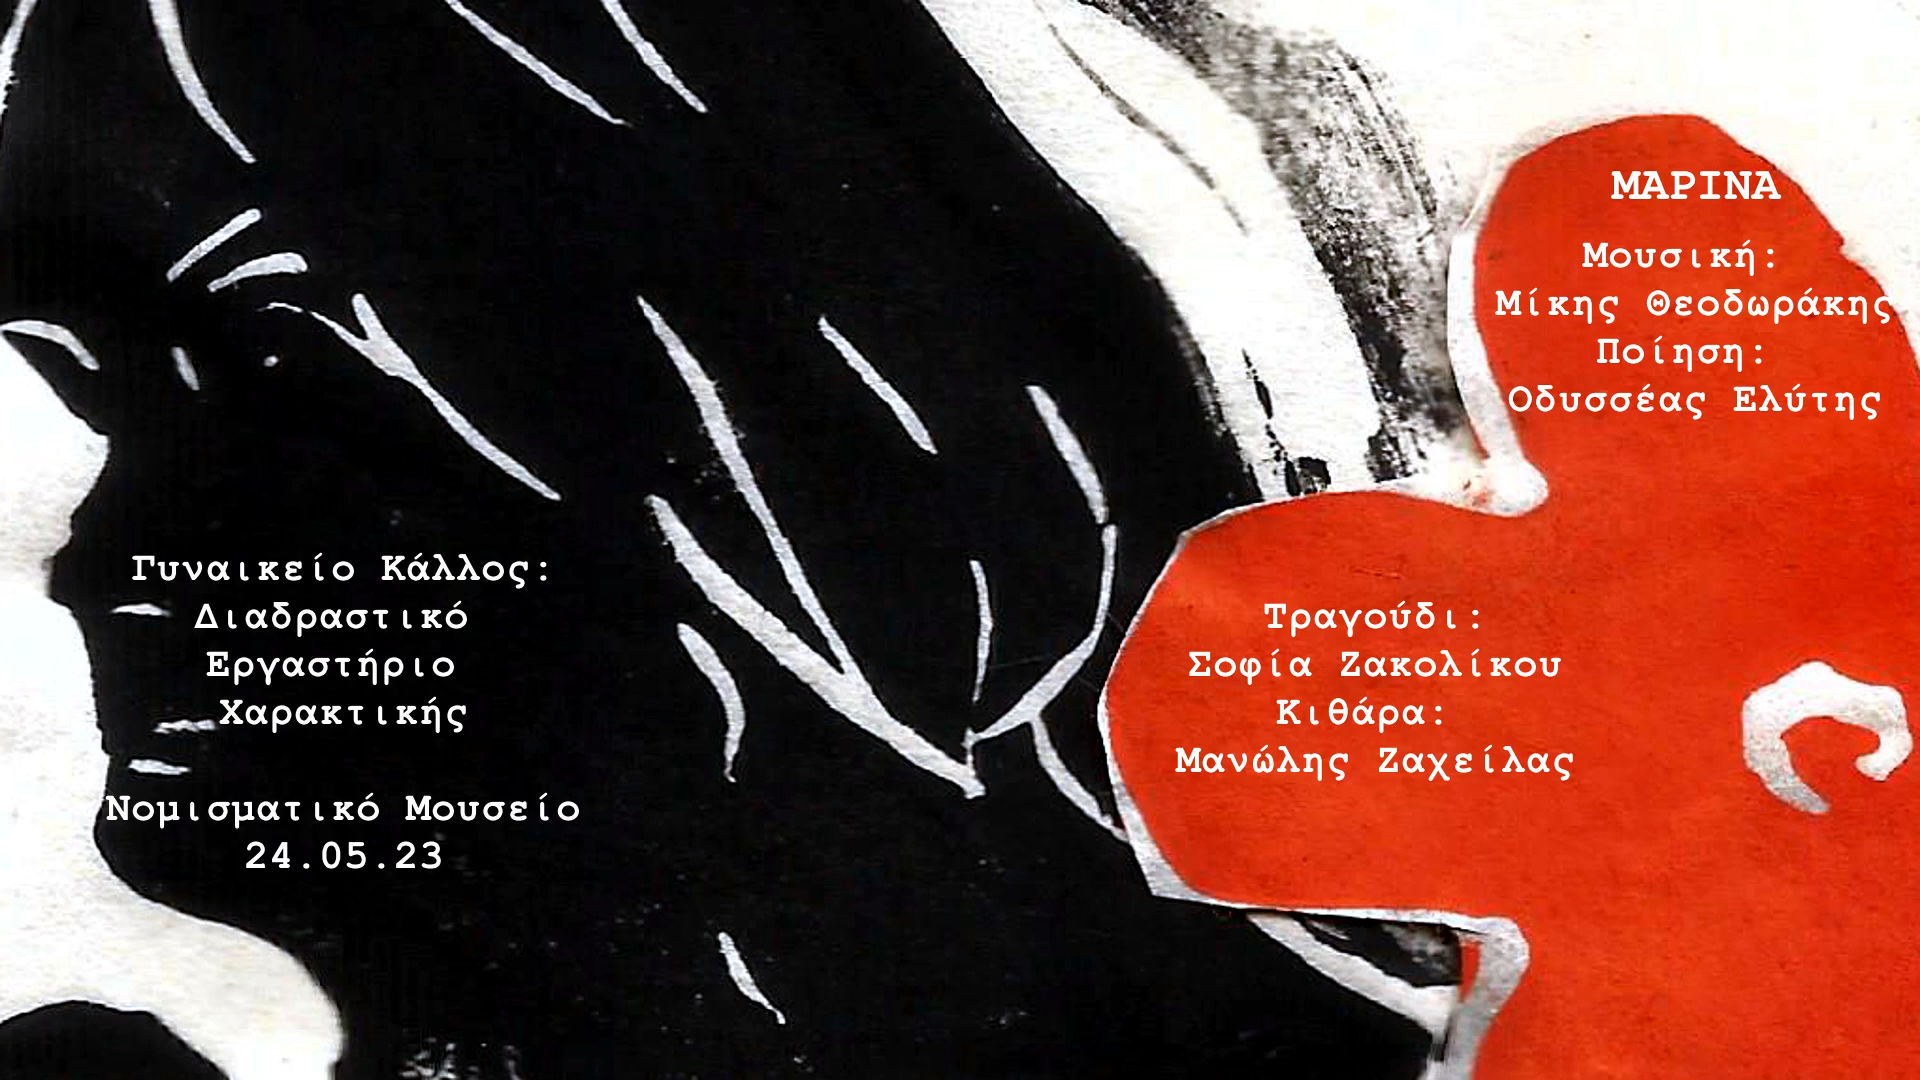 ΜΑΡΙΝΑ
Μουσική:
Μίκης Θεοδωράκης
Ποίηση:
Οδυσσέας Ελύτης
Γυναικείο Κάλλος:
Διαδραστικό
Εργαστήριο
Χαρακτικής
Νομισματικό Μουσείο
24.05.23
Τραγούδι:
Σοφία Ζακολίκου
Κιθάρα:
Μανώλης Ζαχείλας